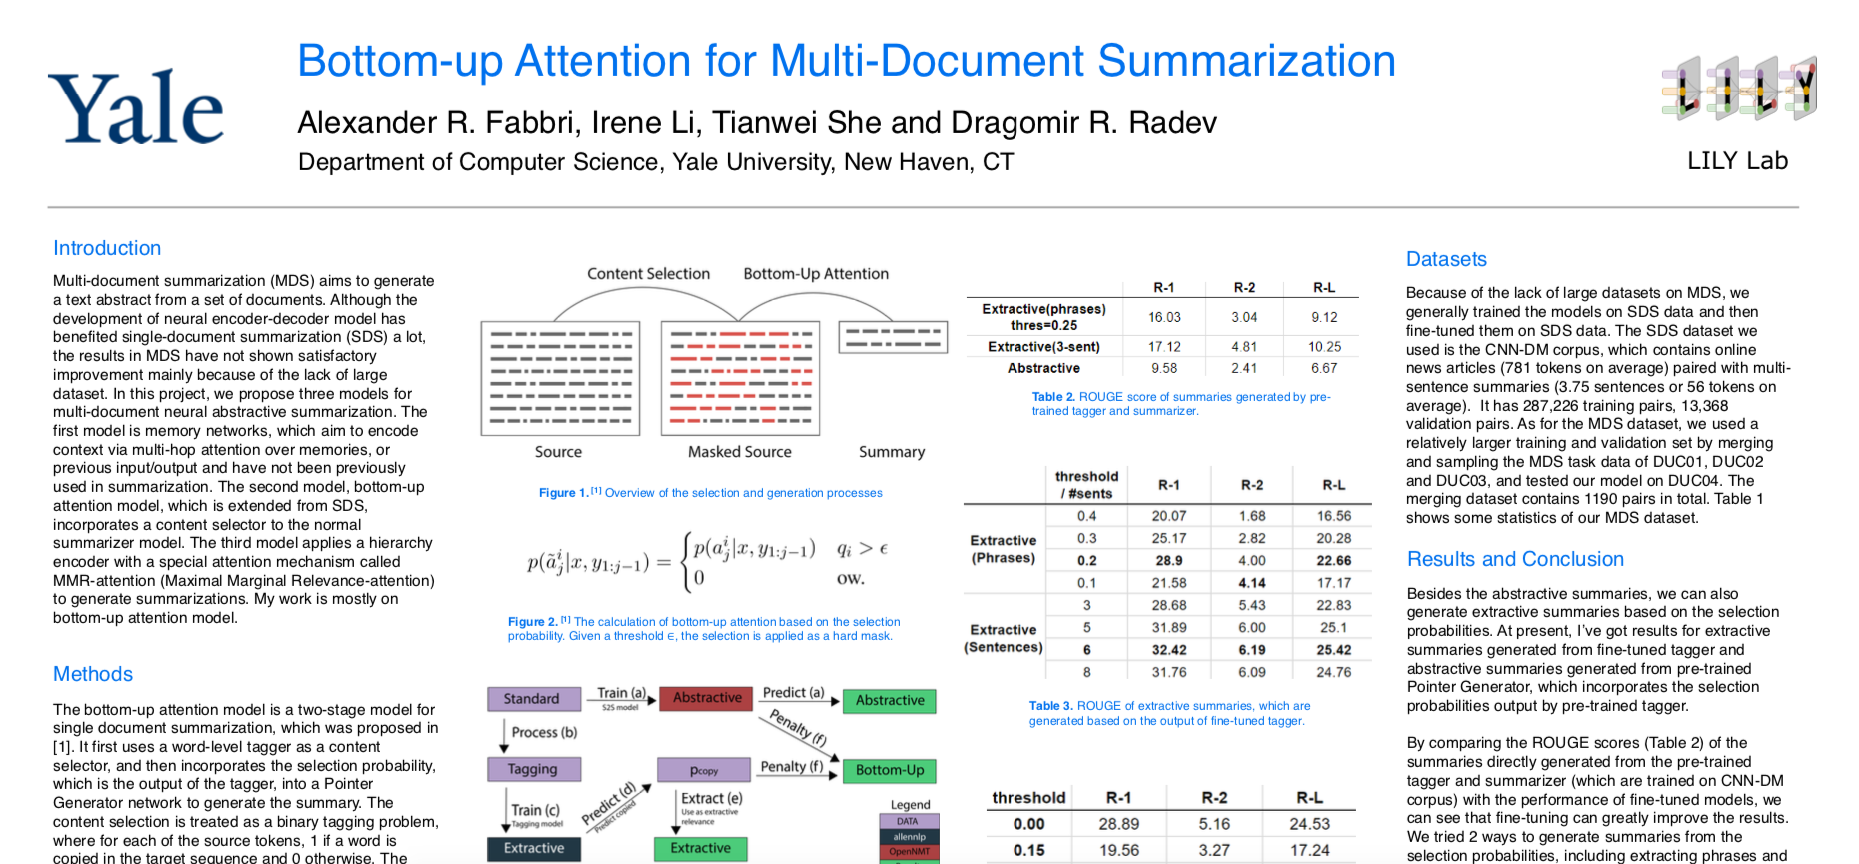 Yale
Bottom-up Attention for Multi-Document Summarization
Alexander R. Fabbri, Irene Li, Tianwei She and Dragomir R. Radev
Department of Computer Science, Yale University, New Haven, CT
LILY
LILY Lab
Introduction
Multi-document summarization (MDS) aims to generate
a text abstract from a set of documents. Although the
development of neural encoder-decoder model has
benefited single-document summarization (SDS) a lot,
the results in MDS have not shown satisfactory
improvement mainly because of the lack of large
dataset. In this project, we propose three models for
multi-document neural abstractive summarization. The
first model is memory networks, which aim to encode
context via multi-hop attention over memories, or
previous input/output and have not been previously
used in summarization. The second model, bottom-up
attention model, which is extended from SDS,
incorporates a content selector to the normal
summarizer model. The third model applies a hierarchy
encoder with a special attention mechanism called
MMR-attention (Maximal Marginal Relevance-attention)
to generate summarizations. My work is mostly on
bottom-up attention model.
Methods
The bottom-up attention model is a two-stage model for
single document summarization, which was proposed in
[1]. It first uses a word-level tagger as a content
selector, and then incorporates the selection probability,
which is the output of the tagger, into a Pointer
Generator network to generate the summary. The
content selection is treated as a binary tagging problem,
where for each of the source tokens, 1 if a word is
copied in the target sequence and 0 otherwise. The
Content Selection Bottom-Up Attention
Source Masked Source Summary
Figure 1. [1] Overview of the selection and generation processes
p(ã_j^i|x, y_{1:j−1}) = { p(a_j^i|x, y_{1:j−1}) q_i > ϵ
0 ow.
Figure 2. [1] The calculation of bottom-up attention based on the selection
probability. Given a threshold ϵ, the selection is applied as a hard mask.
Standard Train (a) S2S model Abstractive Predict (a) Abstractive
Process (b) Penalty (f)
Tagging pcopy Penalty (f) Bottom-Up
Train (c) Tagging model Predict (d) Predict copied Extract (e) Use as extractive relevance
Extractive Extractive
Legend
DATA
allennlp
OpenNMT
R-1 R-2 R-L
Extractive(phrases) thres=0.25 16.03 3.04 9.12
Extractive(3-sent) 17.12 4.81 10.25
Abstractive 9.58 2.41 6.67
Table 2. ROUGE score of summaries generated by pre-
trained tagger and summarizer.
threshold / #sents R-1 R-2 R-L
Extractive (Phrases) 0.4 20.07 1.68 16.56
0.3 25.17 2.82 20.28
0.2 28.9 4.00 22.66
0.1 21.58 4.14 17.17
Extractive (Sentences) 3 28.68 5.43 22.83
5 31.89 6.00 25.1
6 32.42 6.19 25.42
8 31.76 6.09 24.76
Table 3. ROUGE of extractive summaries, which are
generated based on the output of fine-tuned tagger.
threshold R-1 R-2 R-L
0.00 28.89 5.16 24.53
0.15 19.56 3.27 17.24
Datasets
Because of the lack of large datasets on MDS, we
generally trained the models on SDS data and then
fine-tuned them on SDS data. The SDS dataset we
used is the CNN-DM corpus, which contains online
news articles (781 tokens on average) paired with multi-
sentence summaries (3.75 sentences or 56 tokens on
average). It has 287,226 training pairs, 13,368
validation pairs. As for the MDS dataset, we used a
relatively larger training and validation set by merging
and sampling the MDS task data of DUC01, DUC02
and DUC03, and tested our model on DUC04. The
merging dataset contains 1190 pairs in total. Table 1
shows some statistics of our MDS dataset.
Results and Conclusion
Besides the abstractive summaries, we can also
generate extractive summaries based on the selection
probabilities. At present, I've got results for extractive
summaries generated from fine-tuned tagger and
abstractive summaries generated from pre-trained
Pointer Generator, which incorporates the selection
probabilities output by pre-trained tagger.
By comparing the ROUGE scores (Table 2) of the
summaries directly generated from the pre-trained
tagger and summarizer (which are trained on CNN-DM
corpus) with the performance of fine-tuned models, we
can see that fine-tuning can greatly improve the results.
We tried 2 ways to generate summaries from the
selection probabilities, including extracting phrases and